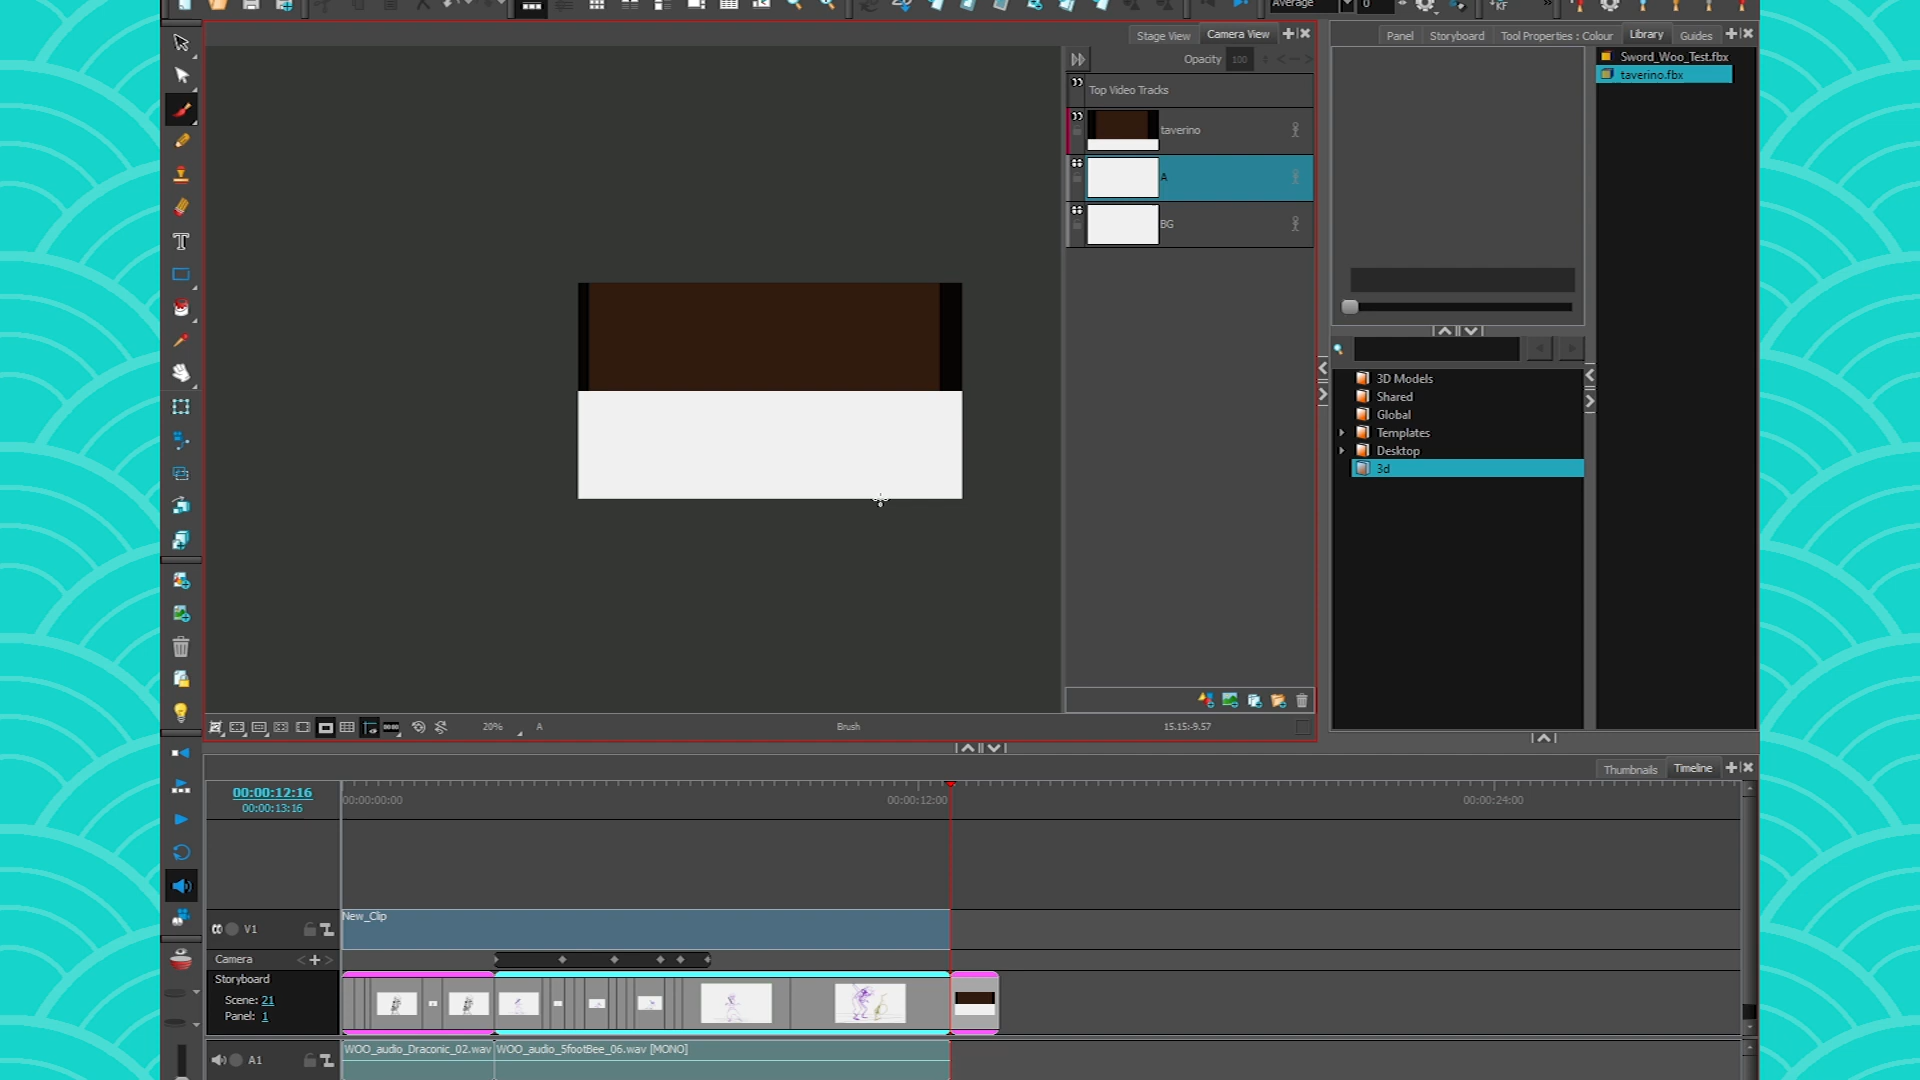 Average
0
KF
»
Stage View
Camera View
Opacity
100
Top Video Tracks
taverino
A
BG
Panel
Storyboard
Tool Properties : Colour
Library
Guides
Sword_Woo_Test.fbx
taverino.fbx
3D Models
Shared
Global
Templates
Desktop
3d
20%
A
Brush
15.15:-9.57
Thumbnails
Timeline
00:00:12:16
00:00:13:16
00:00:00:00
00:00:12:00
00:00:24:00
V1
New_Clip
Camera
Storyboard
Scene: 21
Panel: 1
A1
WOO_audio_Draconic_02.wav
WOO_audio_5footBee_06.wav [MONO]